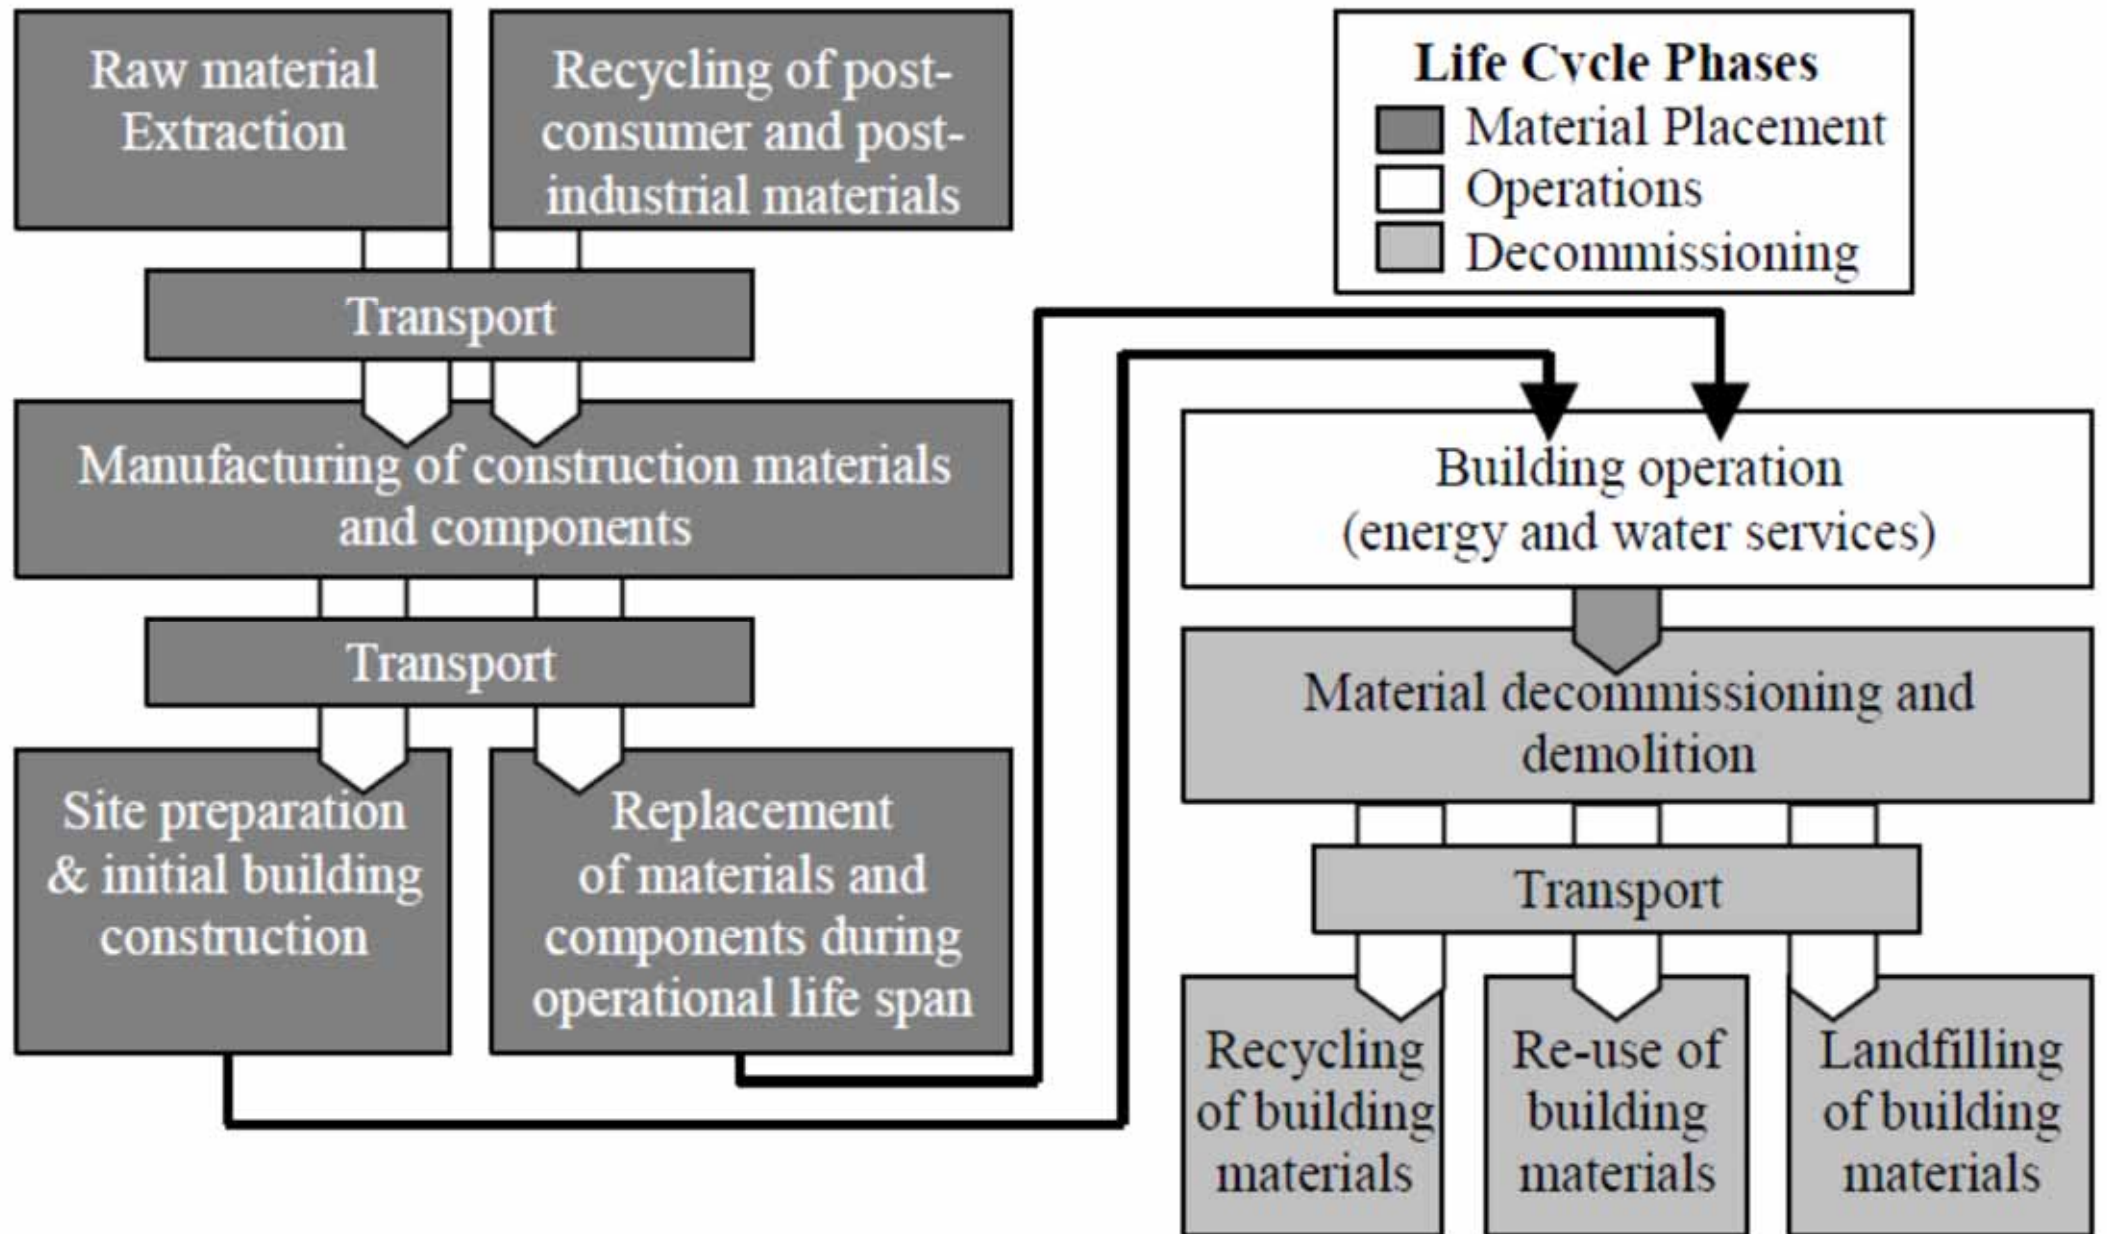 Raw material
Extraction
Recycling of post-
consumer and post-
industrial materials
Transport
Manufacturing of construction materials
and components
Transport
Site preparation
& initial building
construction
Replacement
of materials and
components during
operational life span
Life Cycle Phases
Material Placement
Operations
Decommissioning
Building operation
(energy and water services)
Material decommissioning and
demolition
Transport
Recycling
of building
materials
Re-use of
building
materials
Landfilling
of building
materials